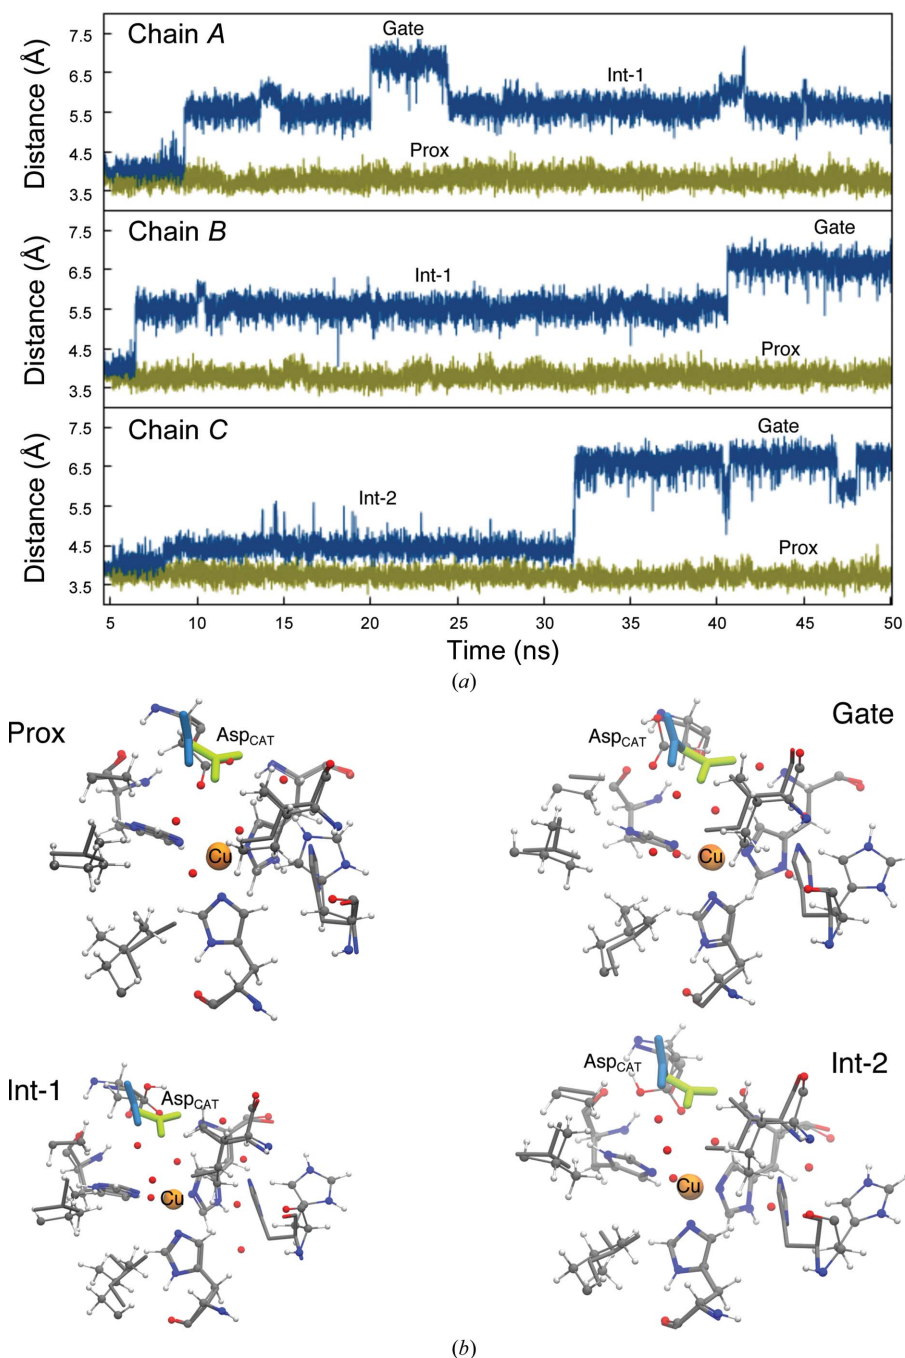 Chain A
Gate
Int-1
Prox
Distance (Å)
7.5
6.5
5.5
4.5
3.5
Chain B
Gate
Int-1
Prox
Distance (Å)
7.5
6.5
5.5
4.5
3.5
Chain C
Gate
Int-2
Prox
Distance (Å)
7.5
6.5
5.5
4.5
3.5
5 10 15 20 25 30 35 40 45 50
Time (ns)
(a)
Prox
AspCAT
Cu
Gate
AspCAT
Cu
Int-1
AspCAT
Cu
Int-2
AspCAT
Cu
(b)